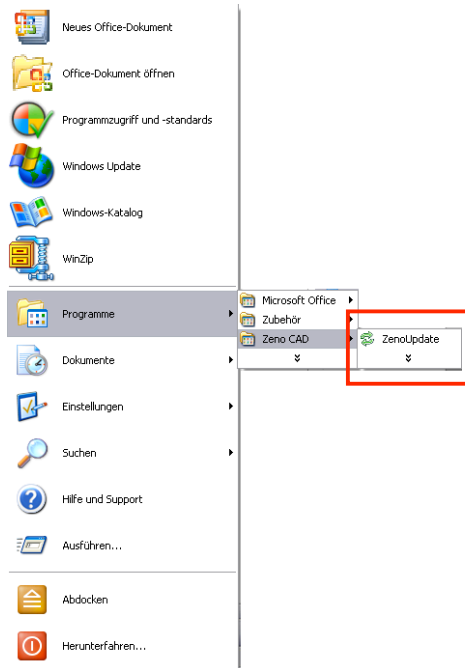 Neues Office-Dokument
Office-Dokument öffnen
Programmzugriff und -standards
Windows Update
Windows-Katalog
WinZip
Programme
Microsoft Office
Zubehör
Zeno CAD
ZenoUpdate
Dokumente
Einstellungen
Suchen
Hilfe und Support
Ausführen...
Abdocken
Herunterfahren...